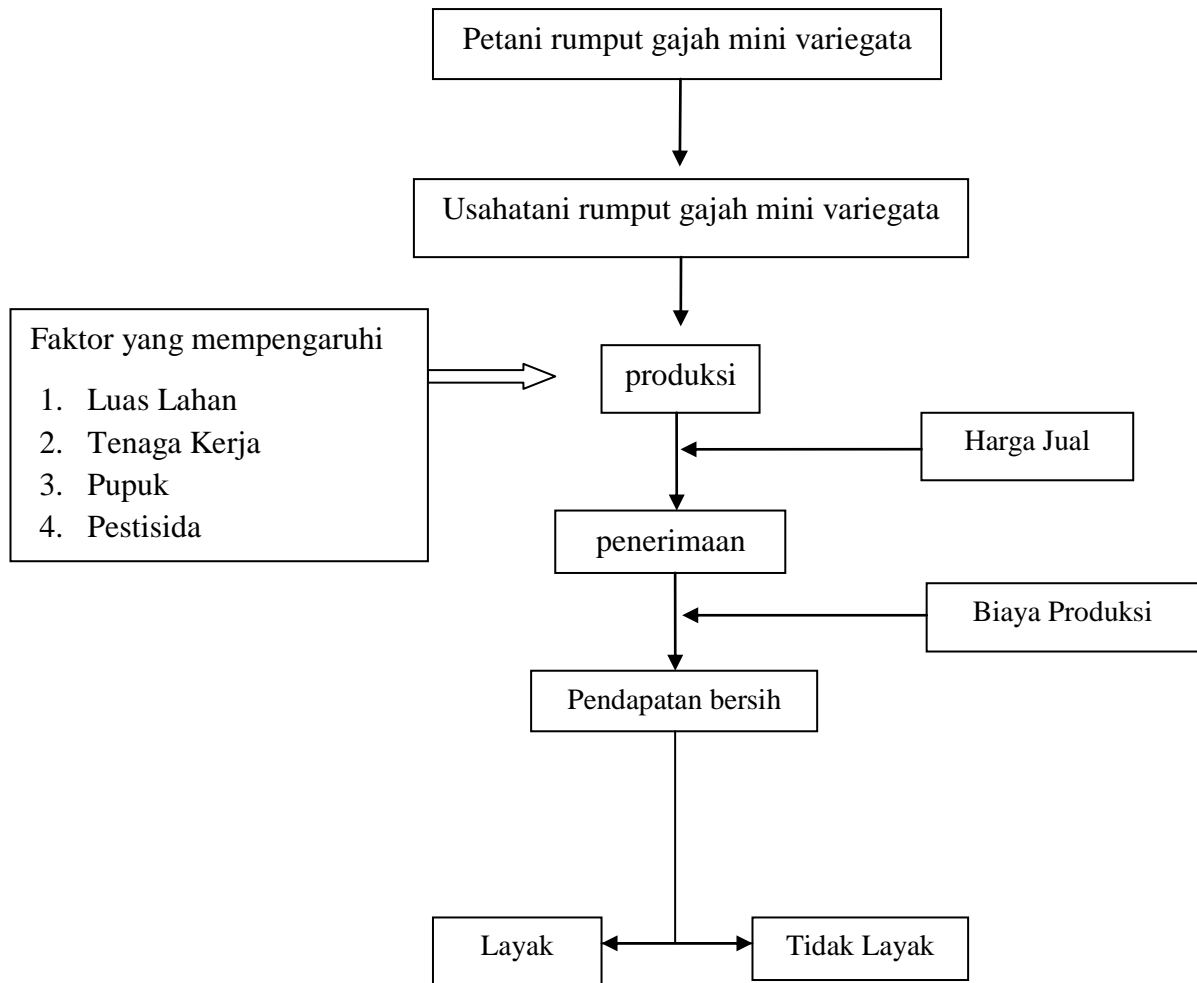 Petani rumput gajah mini variegata
Usahatani rumput gajah mini variegata
Faktor yang mempengaruhi
1. Luas Lahan
2. Tenaga Kerja
3. Pupuk
4. Pestisida
produksi
Harga Jual
penerimaan
Biaya Produksi
Pendapatan bersih
Layak
Tidak Layak